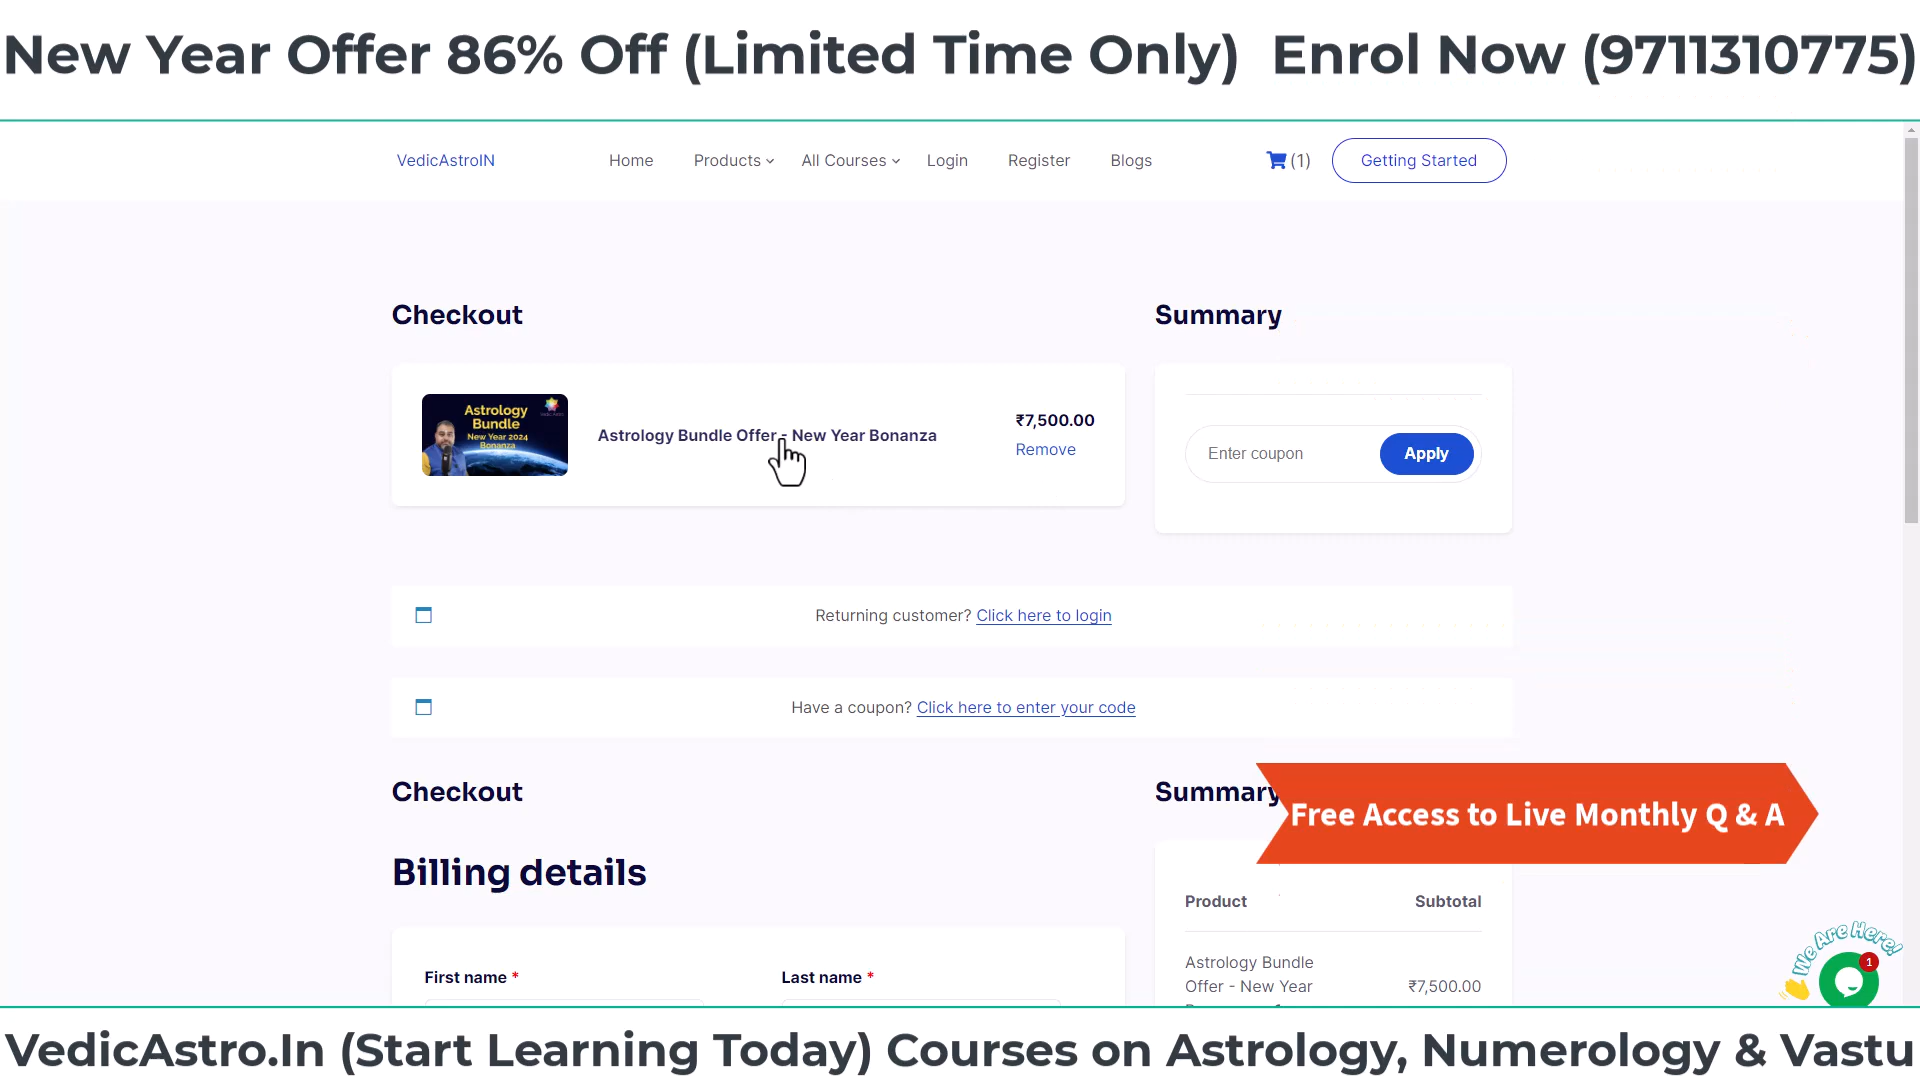 New Year Offer 86% Off (Limited Time Only) Enrol Now (9711310775)
VedicAstroIN
Home
Products
All Courses
Login
Register
Blogs
(1)
Getting Started
Checkout
Summary
Astrology
Bundle
New Year 2024
Bonanza
Astrology Bundle Offer - New Year Bonanza
₹7,500.00
Remove
Enter coupon
Apply
Returning customer? Click here to login
Have a coupon? Click here to enter your code
Checkout
Summary
Free Access to Live Monthly Q & A
Billing details
Product
Subtotal
Astrology Bundle
Offer - New Year
₹7,500.00
First name *
Last name *
We Are Here!
1
VedicAstro.In (Start Learning Today) Courses on Astrology, Numerology & Vastu